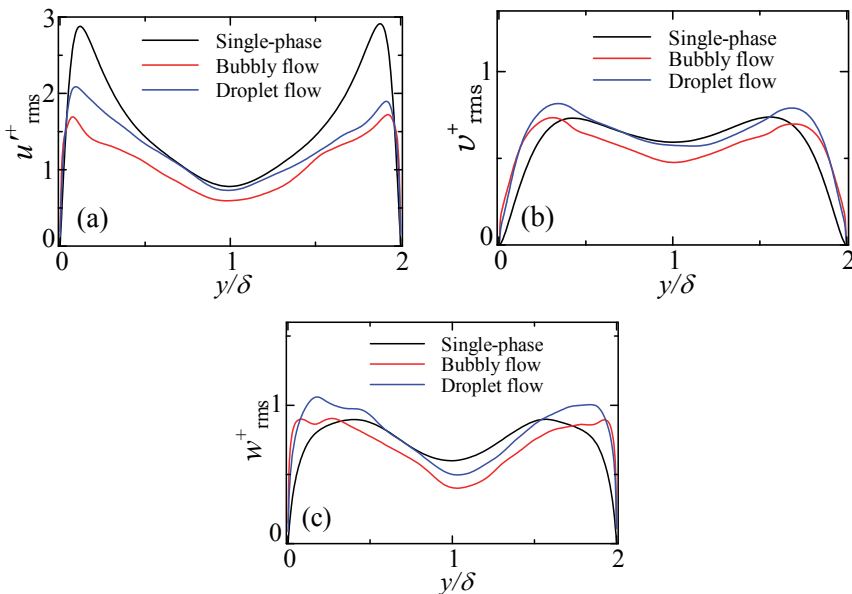 3
2
1
0
u'+rms
Single-phase
Bubbly flow
Droplet flow
(a)
0
1
2
y/δ
1
0
v+rms
Single-phase
Bubbly flow
Droplet flow
(b)
0
1
2
y/δ
1
0
w+rms
Single-phase
Bubbly flow
Droplet flow
(c)
0
1
2
y/δ